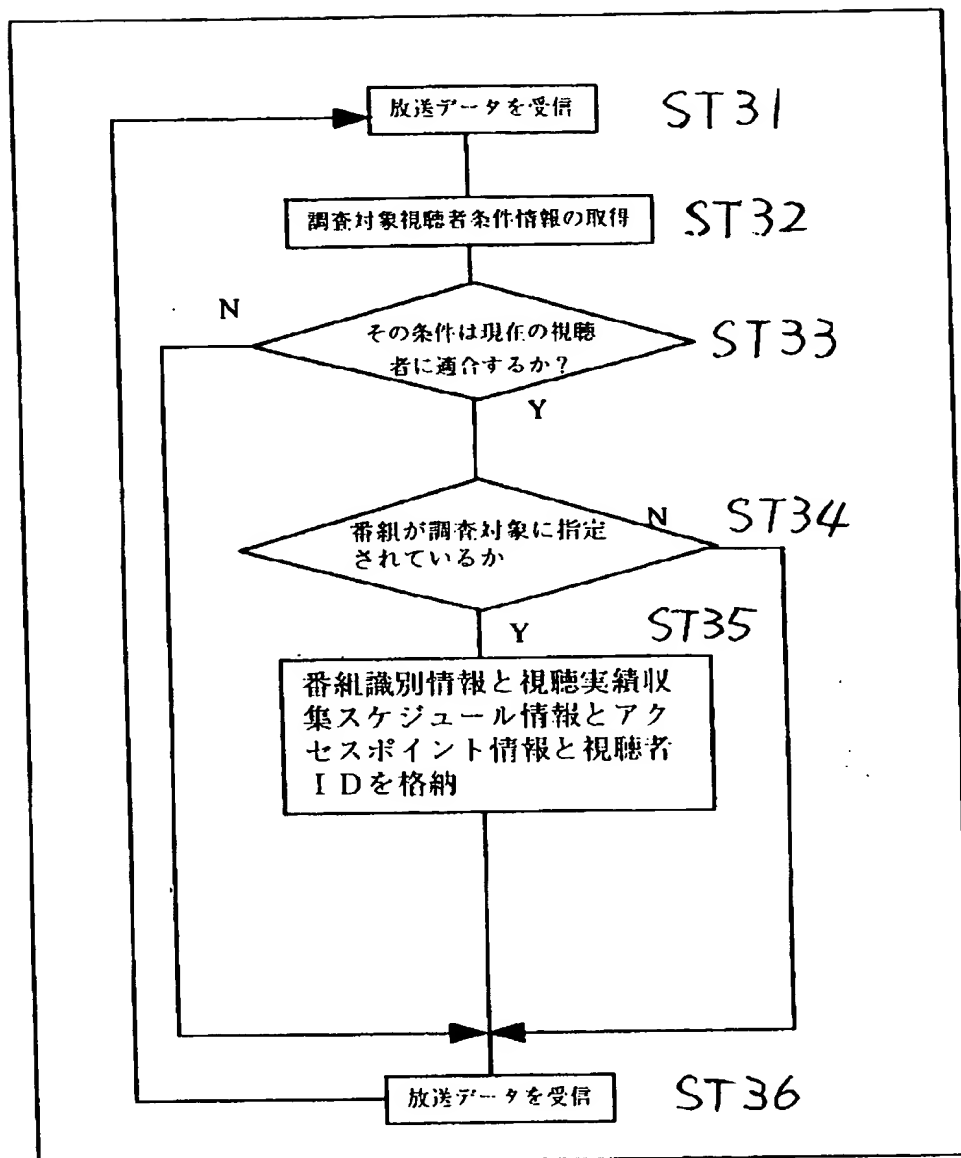 放送データを受信
ST31
調査対象視聴者条件情報の取得
ST32
N
その条件は現在の視聴
者に適合するか？
ST33
Y
番組が調査対象に指定
されているか
N
ST34
Y
ST35
番組識別情報と視聴実績収
集スケジュール情報とアク
セスポイント情報と視聴者
ＩＤを格納
放送データを受信
ST36